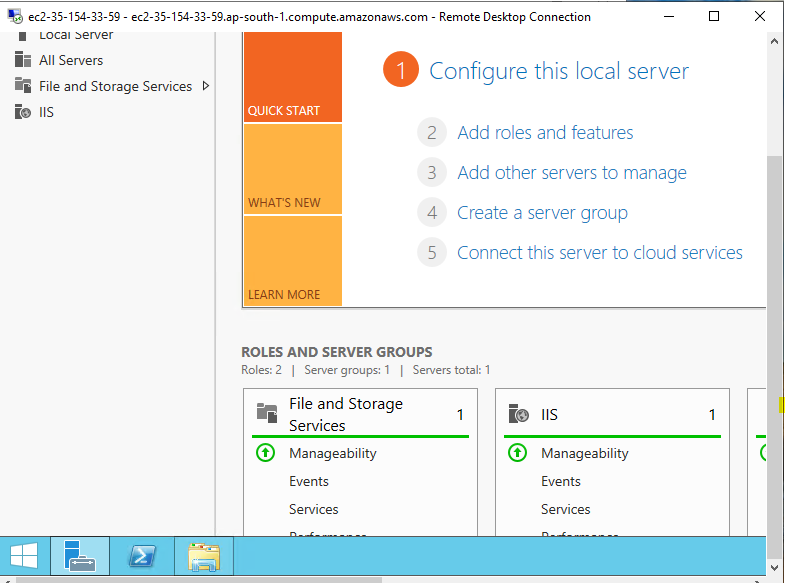 ec2-35-154-33-59 - ec2-35-154-33-59.ap-south-1.compute.amazonaws.com - Remote Desktop Connection
Local Server
All Servers
File and Storage Services
IIS
QUICK START
WHAT'S NEW
LEARN MORE
1 Configure this local server
2 Add roles and features
3 Add other servers to manage
4 Create a server group
5 Connect this server to cloud services
ROLES AND SERVER GROUPS
Roles: 2 | Server groups: 1 | Servers total: 1
File and Storage
Services 1
Manageability
Events
Services
Performance
IIS 1
Manageability
Events
Services
Performance